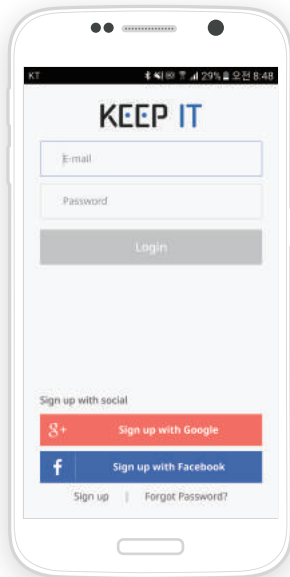 KT 29% 오전 8:48
KEEP IT
E-mail
Password
Login
Sign up with social
g+ Sign up with Google
f Sign up with Facebook
Sign up | Forgot Password?